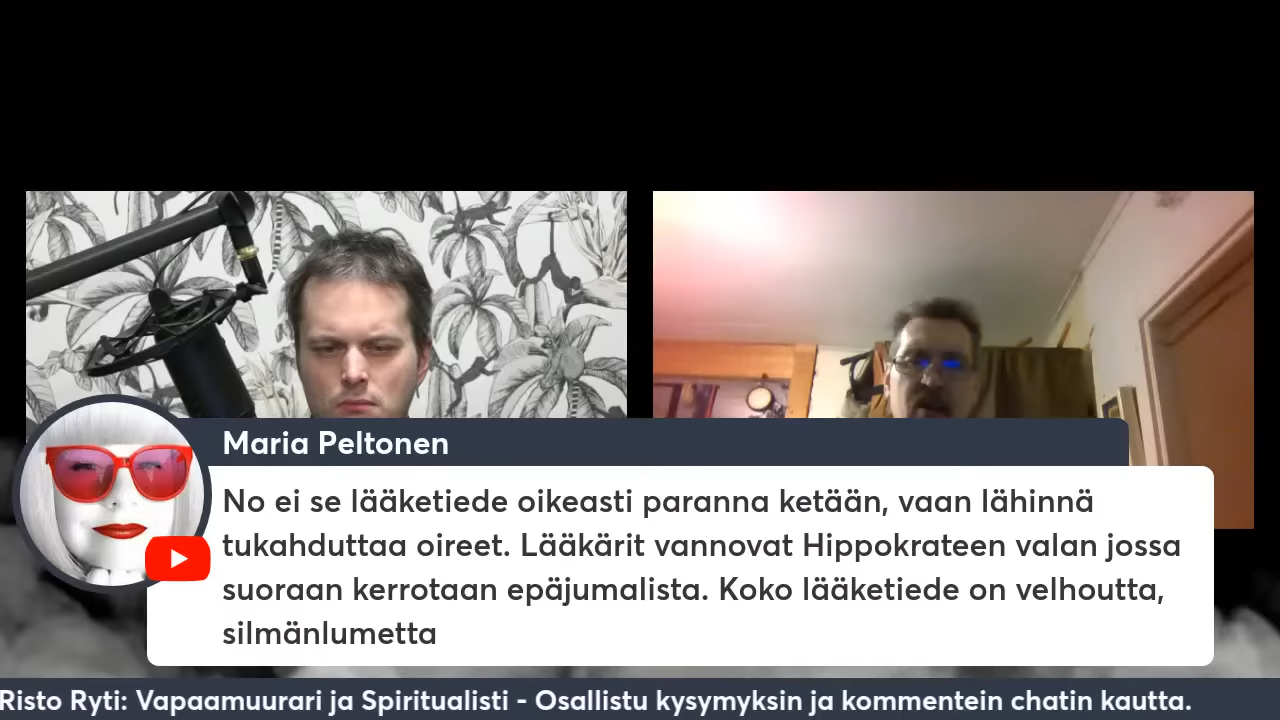 Maria Peltonen
No ei se lääketiede oikeasti paranna ketään, vaan lähinnä
tukahduttaa oireet. Lääkärit vannovat Hippokrateen valan jossa
suoraan kerrotaan epäjumalista. Koko lääketiede on velhoutta,
silmänlumetta
Risto Ryti: Vapaamuurari ja Spiritualisti - Osallistu kysymyksin ja kommentein chatin kautta.